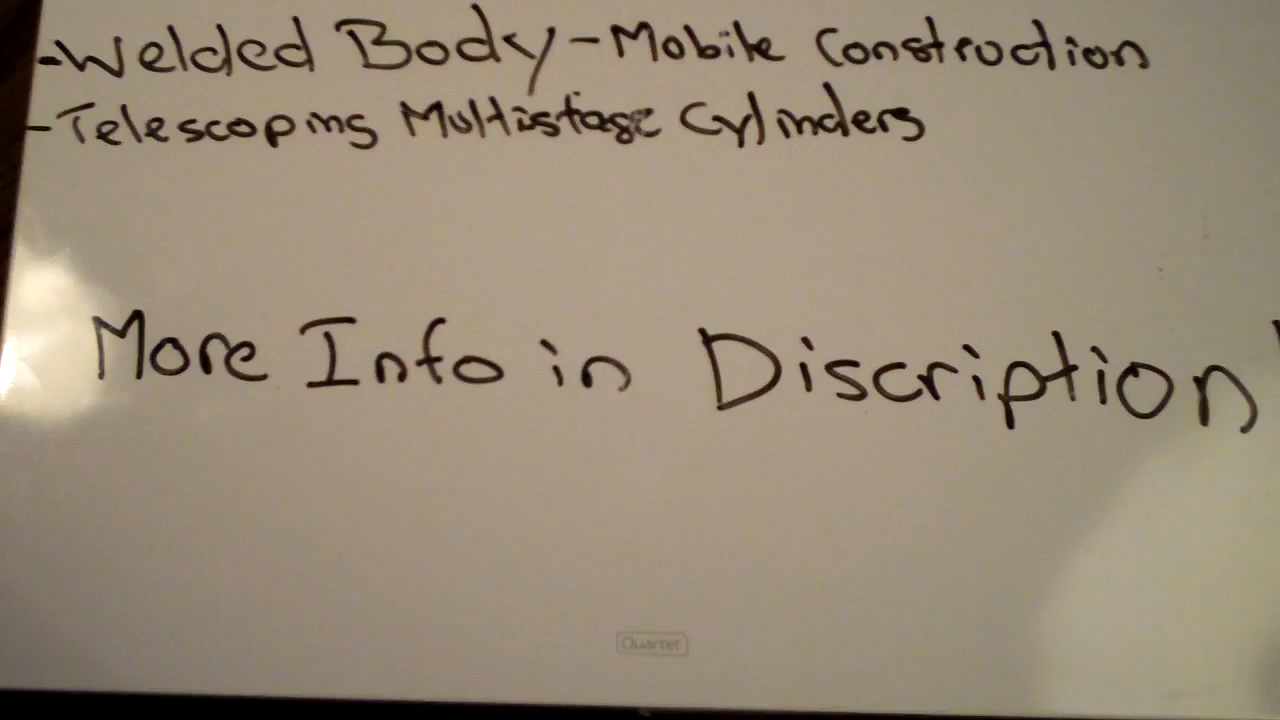 -Welded Body-Mobile Construction
-Telescoping Multistage Cylinders
More Info in Discription
Quartet